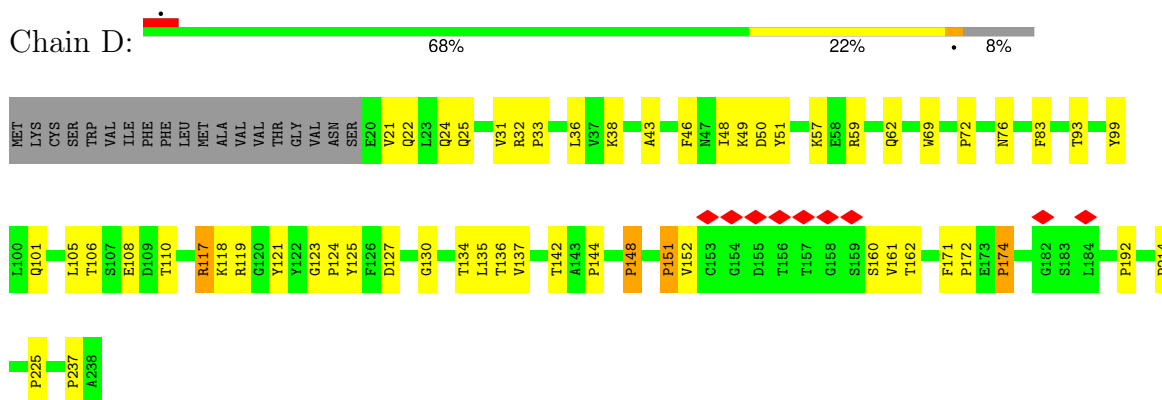 Chain D:
68% 22% • 8%
MET LYS CYS SER TRP VAL ILE PHE PHE LEU MET ALA VAL VAL THR GLY VAL ASN SER E20 V21 Q22 L23 Q24 Q25 V31 R32 P33 L36 V37 K38 A43 F46 N47 I48 K49 D50 Y51 K57 E58 R59 Q62 W69 P72 N76 F83 T93 Y99
L100 Q101 L105 T106 S107 E108 D109 T110 R117 K118 R119 G120 Y121 Y122 G123 P124 Y125 F126 D127 G130 T134 L135 T136 V137 T142 A143 P144 P148 P151 V152 C153 G154 D155 T156 T157 G158 S159 S160 V161 T162 F171 P172 E173 P174 G182 S183 L184 P192
P225 P237 A238